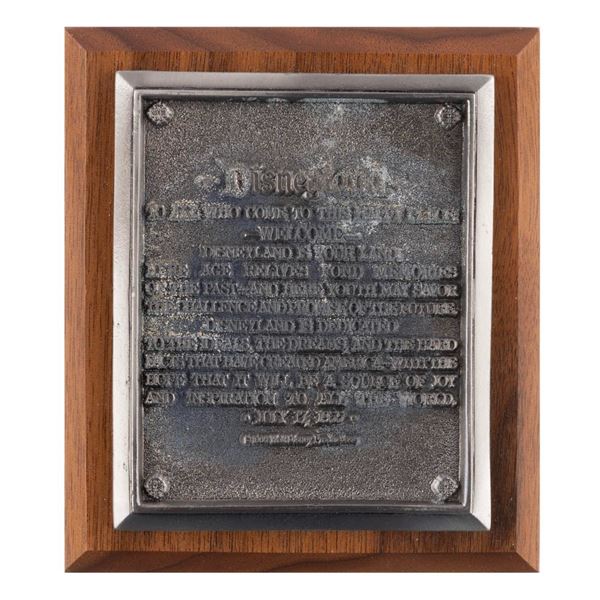 Disneyland
TO ALL WHO COME TO THIS HAPPY PLACE:
-WELCOME-
DISNEYLAND IS YOUR LAND.
HERE AGE RELIVES FOND MEMORIES
OF THE PAST...AND HERE YOUTH MAY SAVOR
THE CHALLENGE AND PROMISE OF THE FUTURE.
DISNEYLAND IS DEDICATED
TO THE IDEALS, THE DREAMS, AND THE HARD
FACTS THAT HAVE CREATED AMERICA...WITH THE
HOPE THAT IT WILL BE A SOURCE OF JOY
AND INSPIRATION TO ALL THE WORLD.
JULY 17, 1955